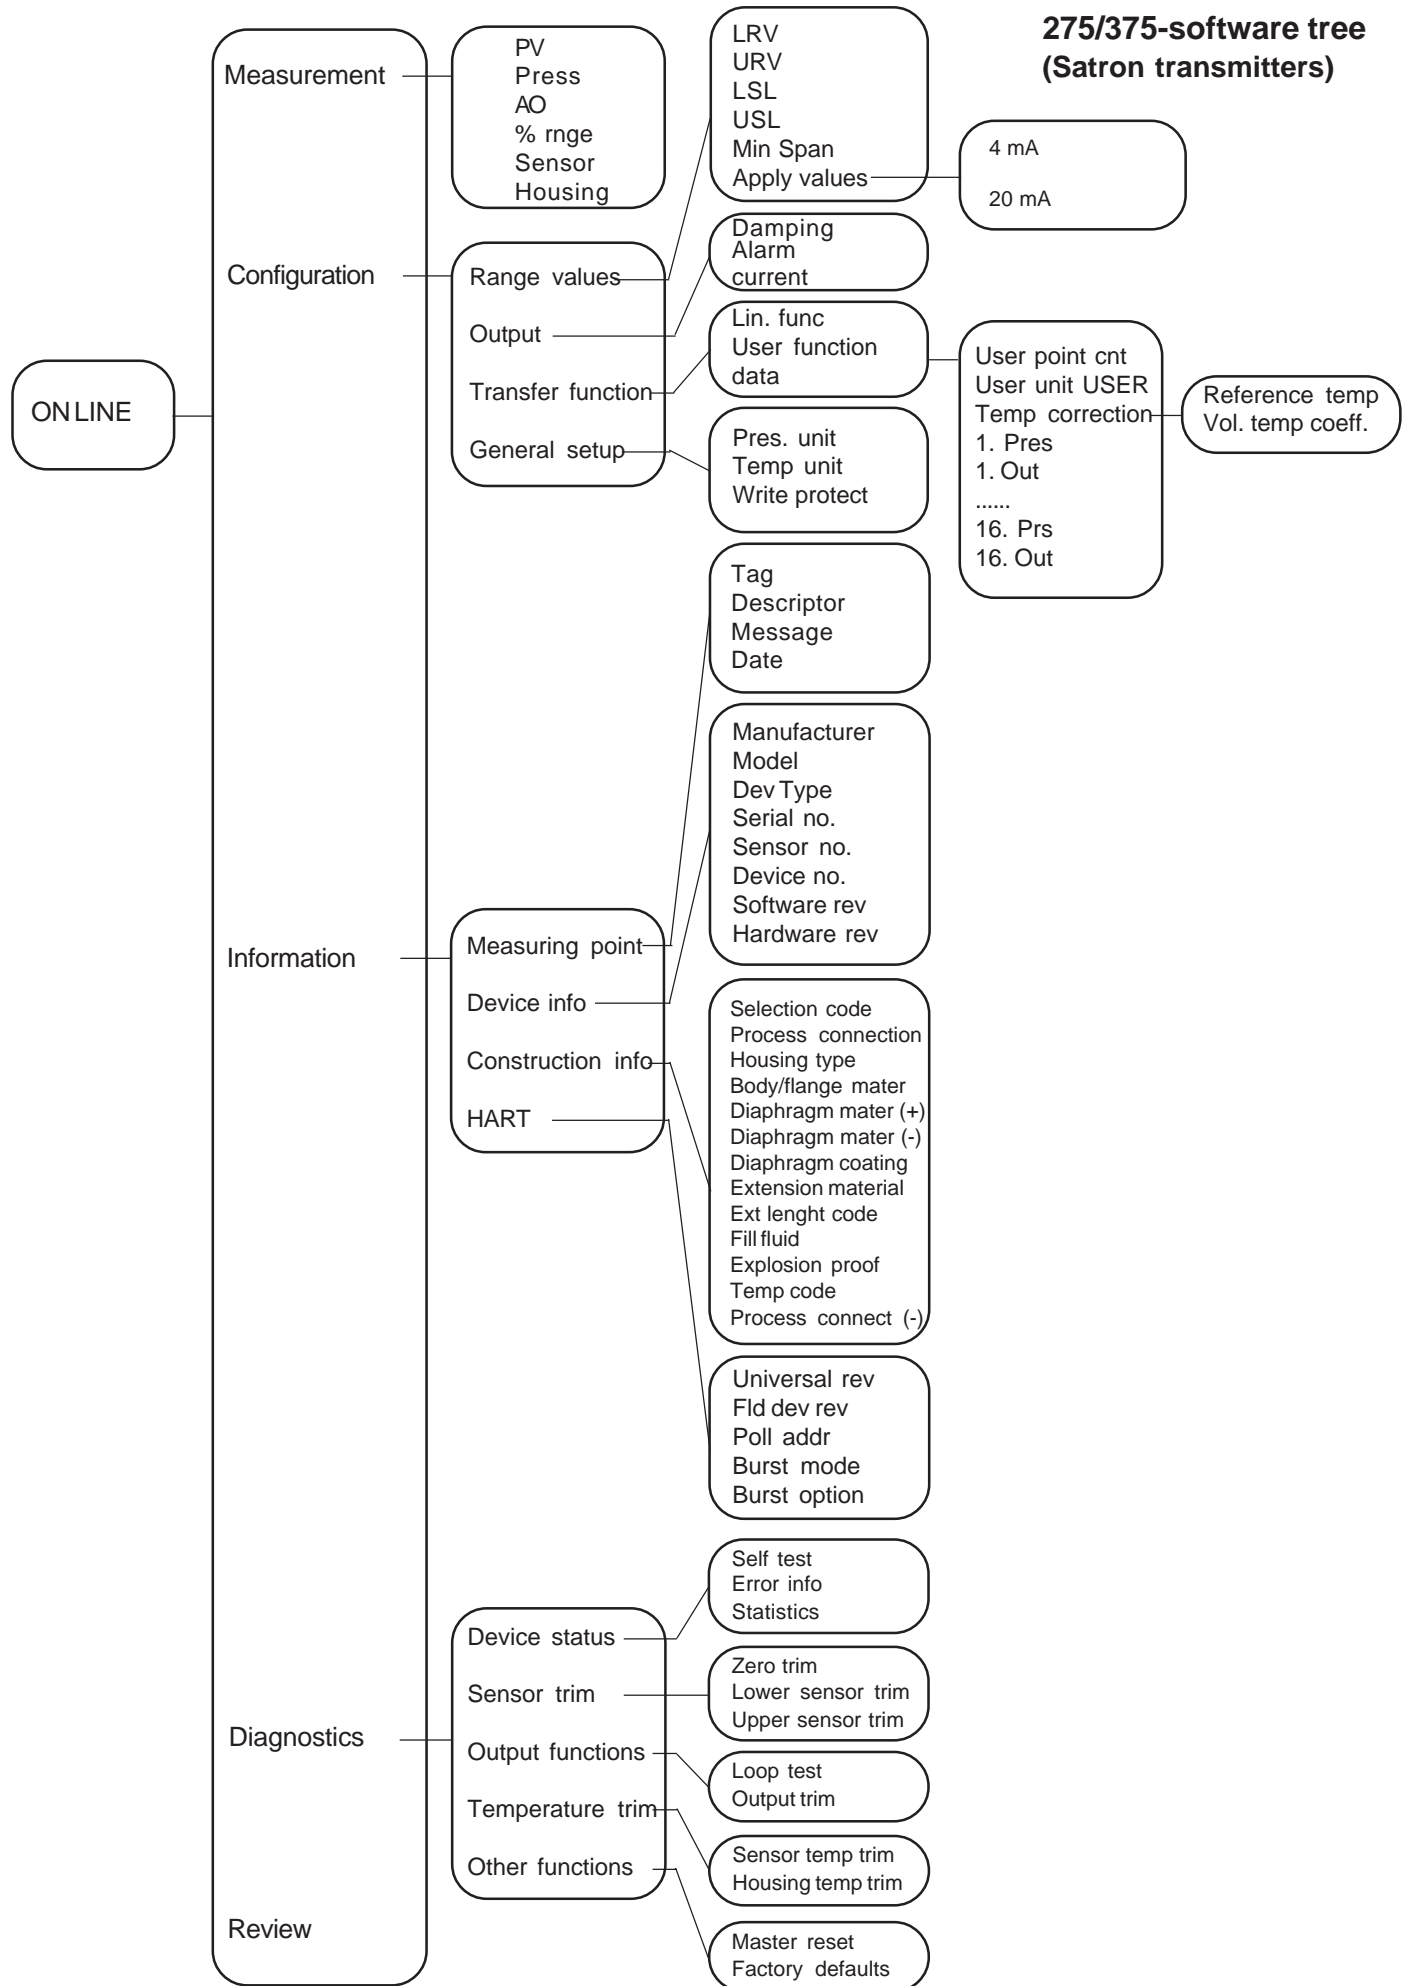 275/375-software tree
(Satron transmitters)
ON LINE
Measurement
Configuration
Information
Diagnostics
Review
PV
Press
AO
% rnge
Sensor
Housing
Range values
Output
Transfer function
General setup
LRV
URV
LSL
USL
Min Span
Apply values
4 mA
20 mA
Damping
Alarm
current
Lin. func
User function
data
User point cnt
User unit USER
Temp correction
1. Pres
1. Out
......
16. Prs
16. Out
Reference temp
Vol. temp coeff.
Pres. unit
Temp unit
Write protect
Measuring point
Device info
Construction info
HART
Tag
Descriptor
Message
Date
Manufacturer
Model
Dev Type
Serial no.
Sensor no.
Device no.
Software rev
Hardware rev
Selection code
Process connection
Housing type
Body/flange mater
Diaphragm mater (+)
Diaphragm mater (-)
Diaphragm coating
Extension material
Ext lenght code
Fill fluid
Explosion proof
Temp code
Process connect (-)
Universal rev
Fld dev rev
Poll addr
Burst mode
Burst option
Device status
Sensor trim
Output functions
Temperature trim
Other functions
Self test
Error info
Statistics
Zero trim
Lower sensor trim
Upper sensor trim
Loop test
Output trim
Sensor temp trim
Housing temp trim
Master reset
Factory defaults